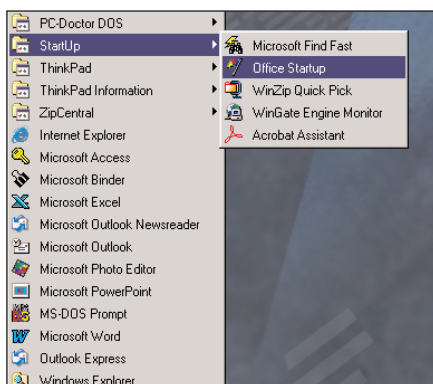 PC-Doctor DOS
StartUp
ThinkPad
ThinkPad Information
ZipCentral
Internet Explorer
Microsoft Access
Microsoft Binder
Microsoft Excel
Microsoft Outlook Newsreader
Microsoft Outlook
Microsoft Photo Editor
Microsoft PowerPoint
MS-DOS Prompt
Microsoft Word
Outlook Express
Windows Explorer
Microsoft Find Fast
Office Startup
WinZip Quick Pick
WinGate Engine Monitor
Acrobat Assistant